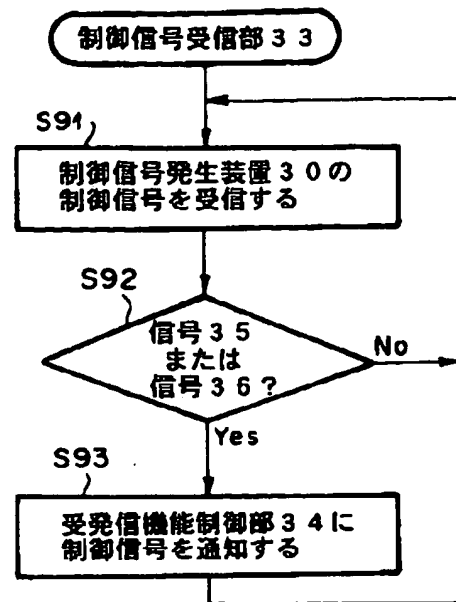 制御信号受信部33
S91
制御信号発生装置30の
制御信号を受信する
S92
信号35
または
信号36?
No
Yes
S93
受発信機能制御部34に
制御信号を通知する